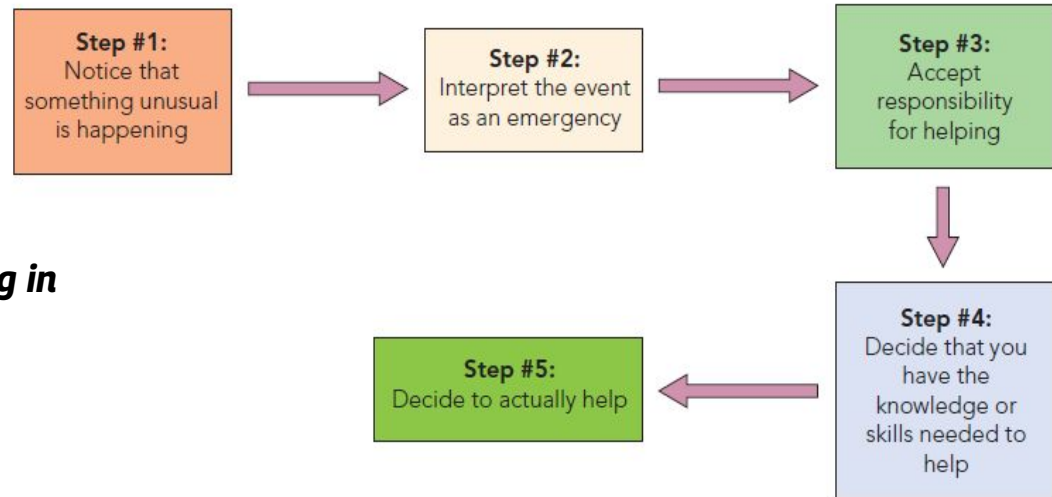 Step #1:
Notice that
something unusual
is happening
Step #2:
Interpret the event
as an emergency
Step #3:
Accept
responsibility
for helping
g in
Step #4:
Decide that you
have the
knowledge or
skills needed to
help
Step #5:
Decide to actually help